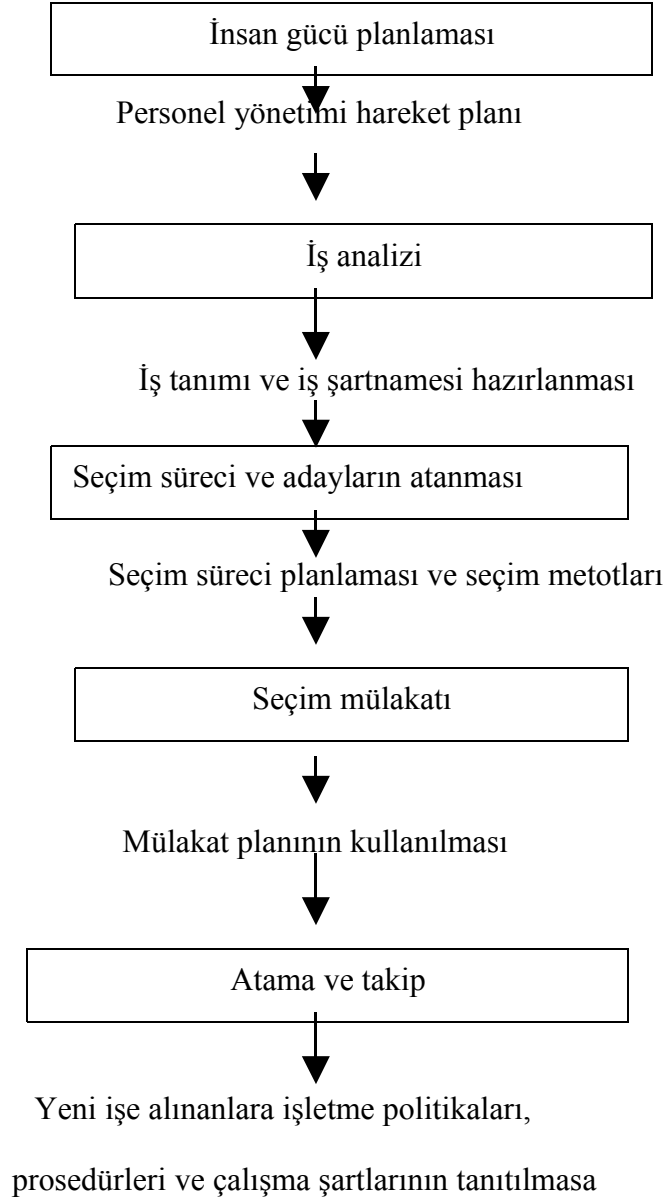 İnsan gücü planlaması
Personel yönetimi hareket planı
İş analizi
İş tanımı ve iş şartnamesi hazırlanması
Seçim süreci ve adayların atanması
Seçim süreci planlaması ve seçim metotları
Seçim mülakatı
Mülakat planının kullanılması
Atama ve takip
Yeni işe alınanlara işletme politikaları,
prosedürleri ve çalışma şartlarının tanıtılmasa